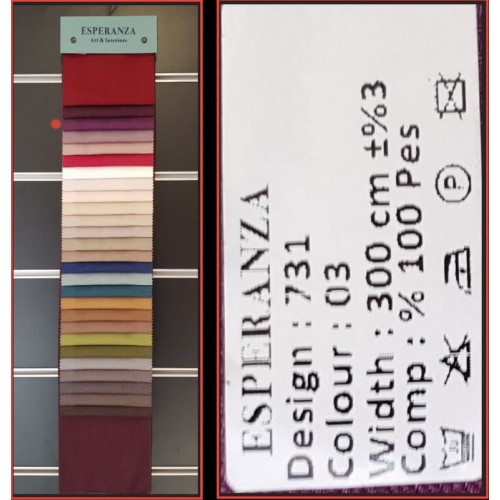 ESPERANZA
Art & Interiors
ESPERANZA
Design : 731
Colour : 03
Width : 300 cm ±%3
Comp : % 100 Pes
P